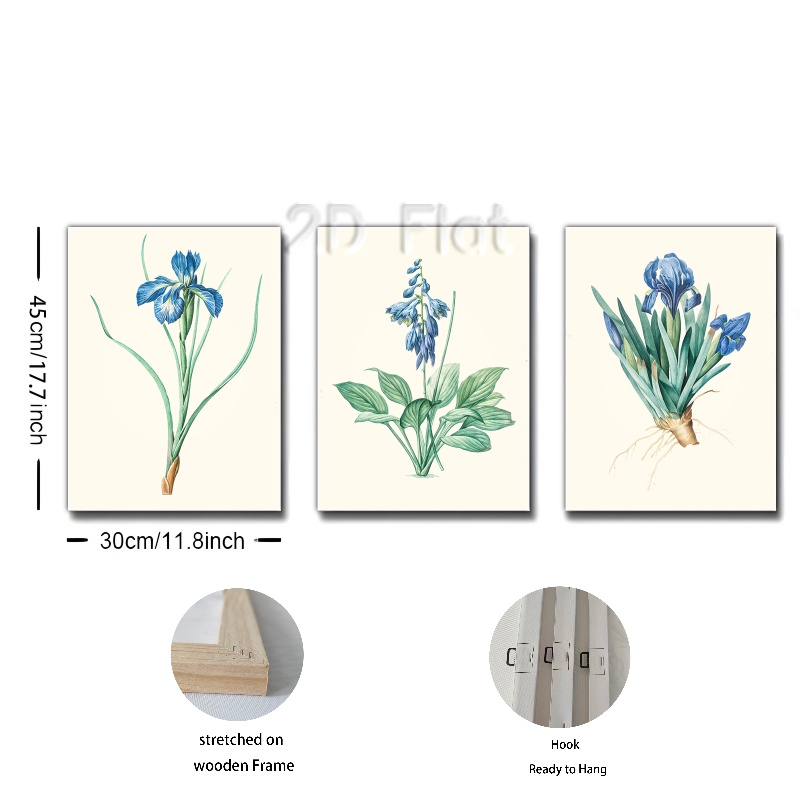 2D Flat
45cm/17.7inch
30cm/11.8inch
stretched on
wooden Frame
Hook
Ready to Hang